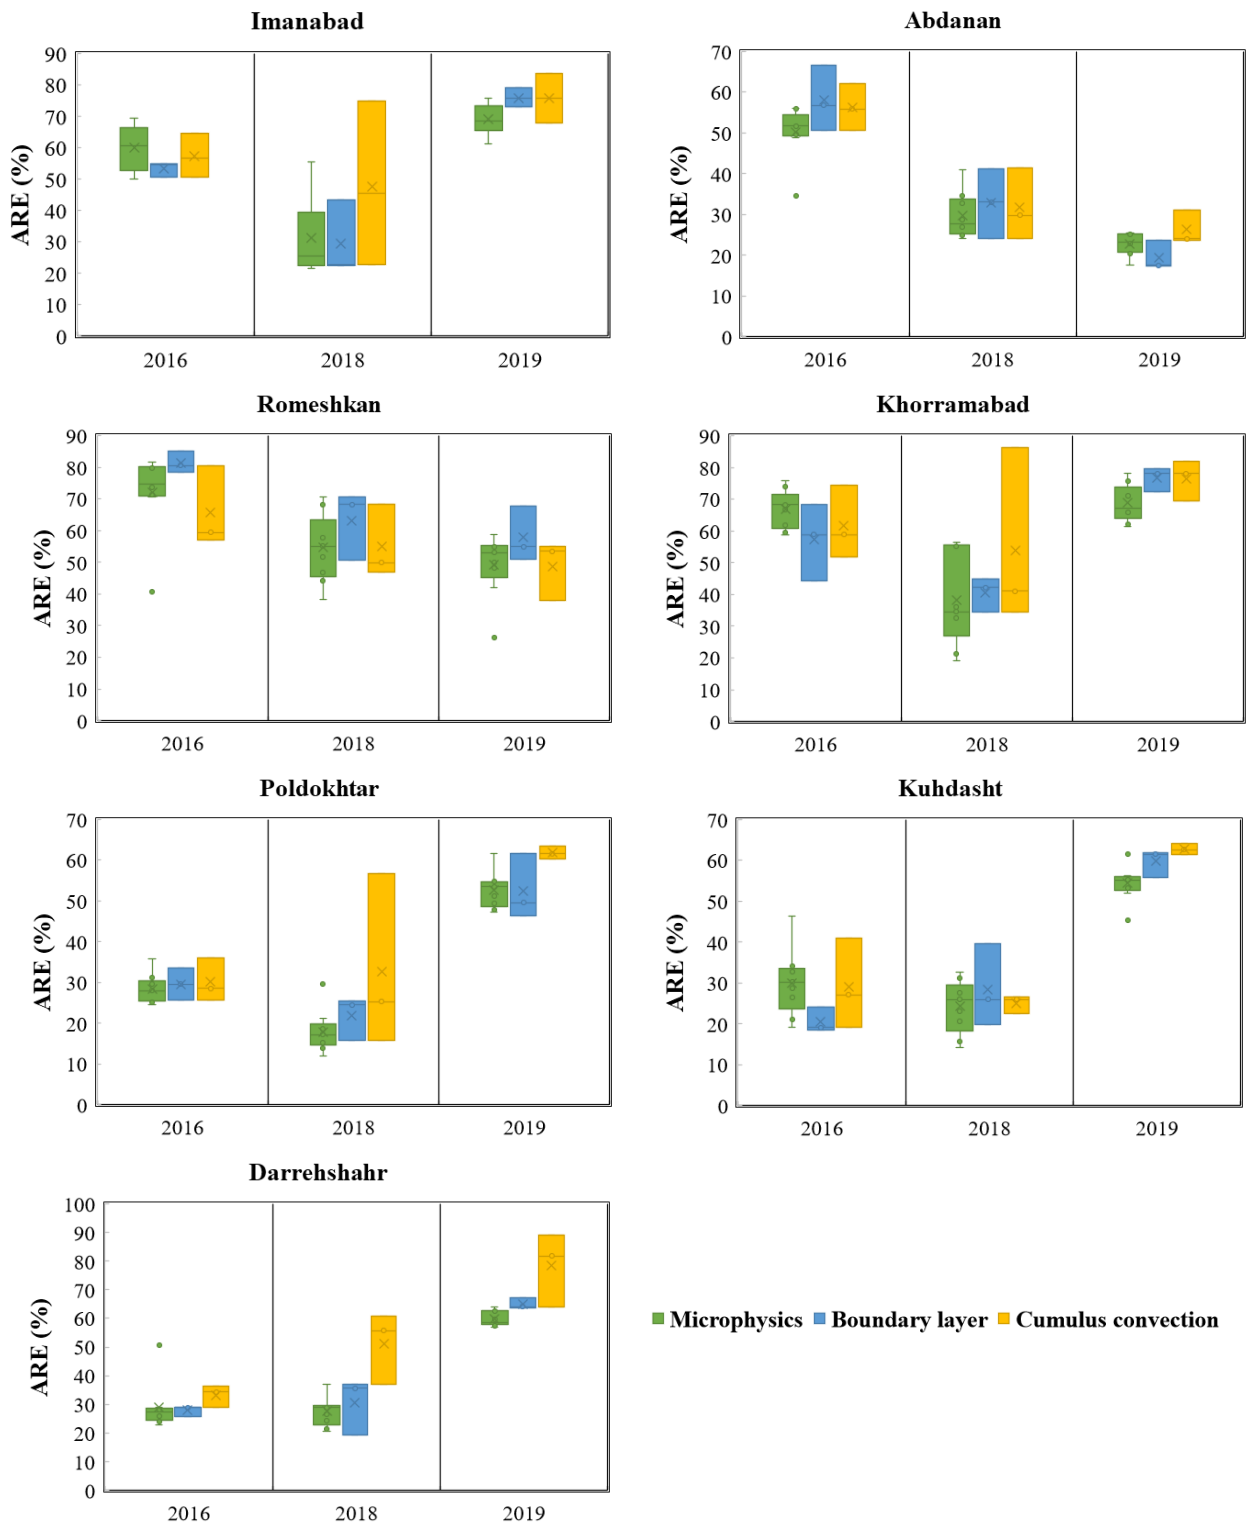 Imanabad
ARE (%)
90
80
70
60
50
40
30
20
10
0
2016 2018 2019
Abdanan
ARE (%)
70
60
50
40
30
20
10
0
2016 2018 2019
Romeshkan
ARE (%)
90
80
70
60
50
40
30
20
10
0
2016 2018 2019
Khorramabad
ARE (%)
90
80
70
60
50
40
30
20
10
0
2016 2018 2019
Poldokhtar
ARE (%)
70
60
50
40
30
20
10
0
2016 2018 2019
Kuhdasht
ARE (%)
70
60
50
40
30
20
10
0
2016 2018 2019
Darrehshahr
ARE (%)
100
90
80
70
60
50
40
30
20
10
0
2016 2018 2019
Microphysics Boundary layer Cumulus convection